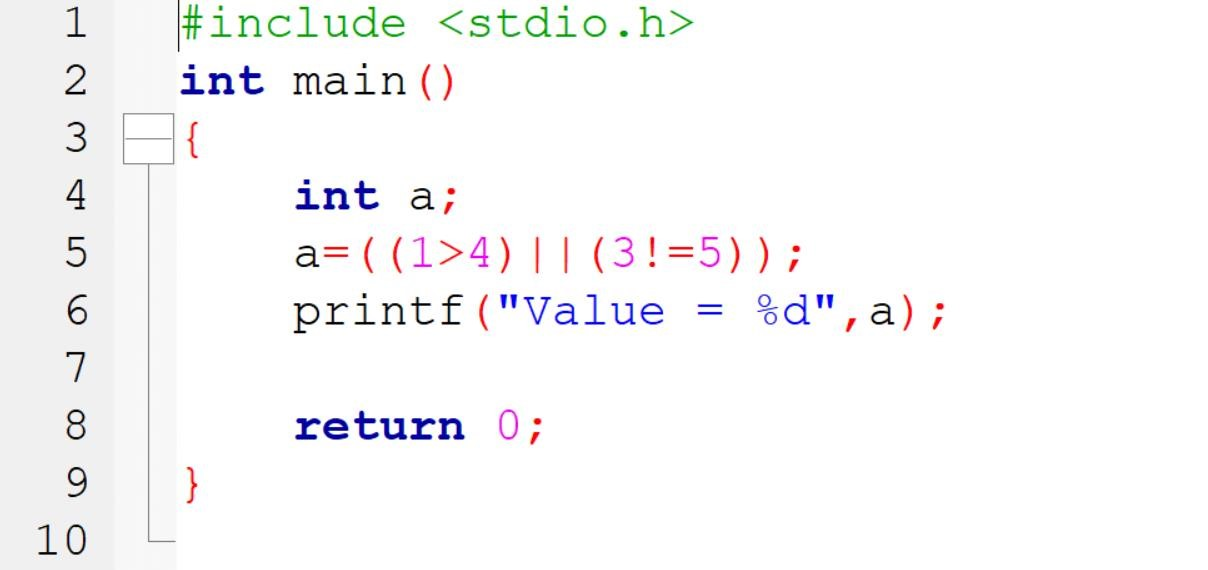 1 #include <stdio.h>
2 int main()
3 {
4 int a;
5 a=((1>4)||(3!=5));
6 printf("Value = %d",a);
7
8 return 0;
9 }
10